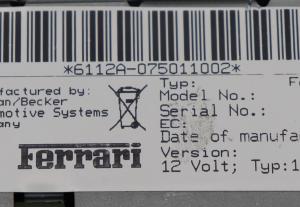 *6112A-075011002*
factured by:
an/Becker
motive Systems
any
Ferrari
Typ: F
Model No.:
Serial No.:
EC:
Date of manufac
Version:
12 Volt; Typ:1